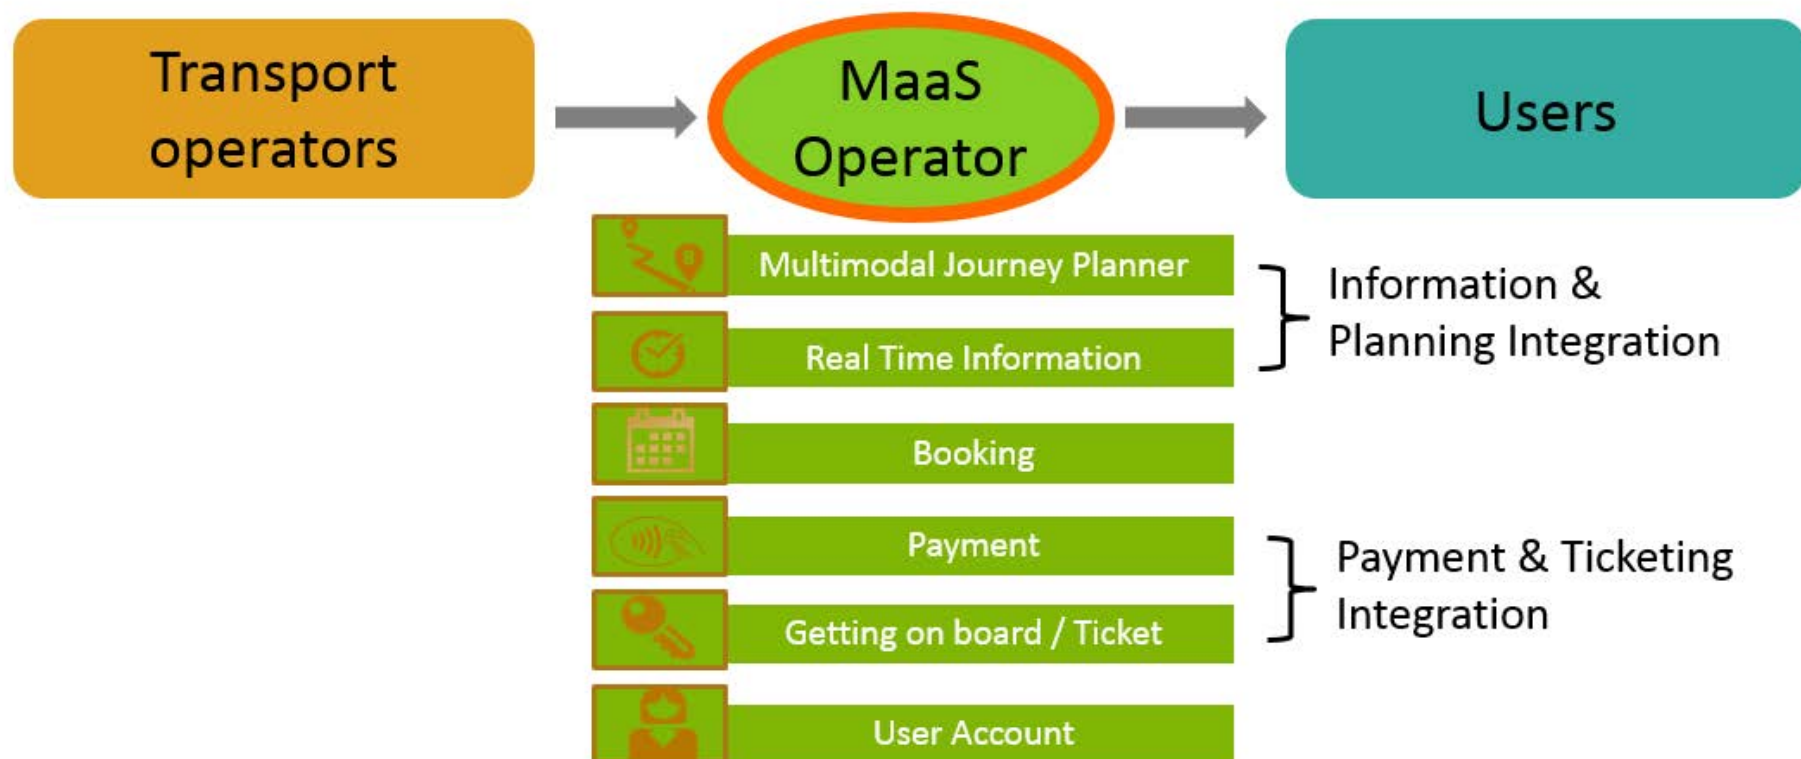 Transport
operators
MaaS
Operator
Users
Multimodal Journey Planner
Real Time Information
Information &
Planning Integration
Booking
Payment
Getting on board / Ticket
Payment & Ticketing
Integration
User Account